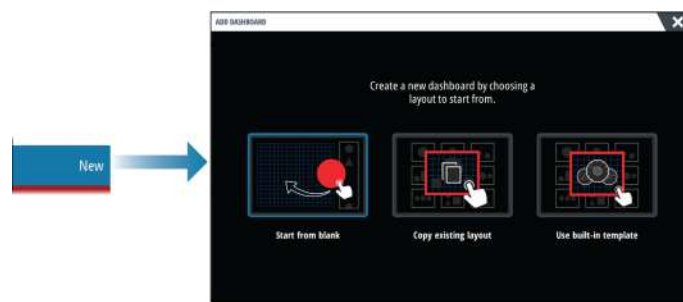 ADD DASHBOARD
Create a new dashboard by choosing a
layout to start from.
New
Start from blank
Copy existing layout
Use built-in template